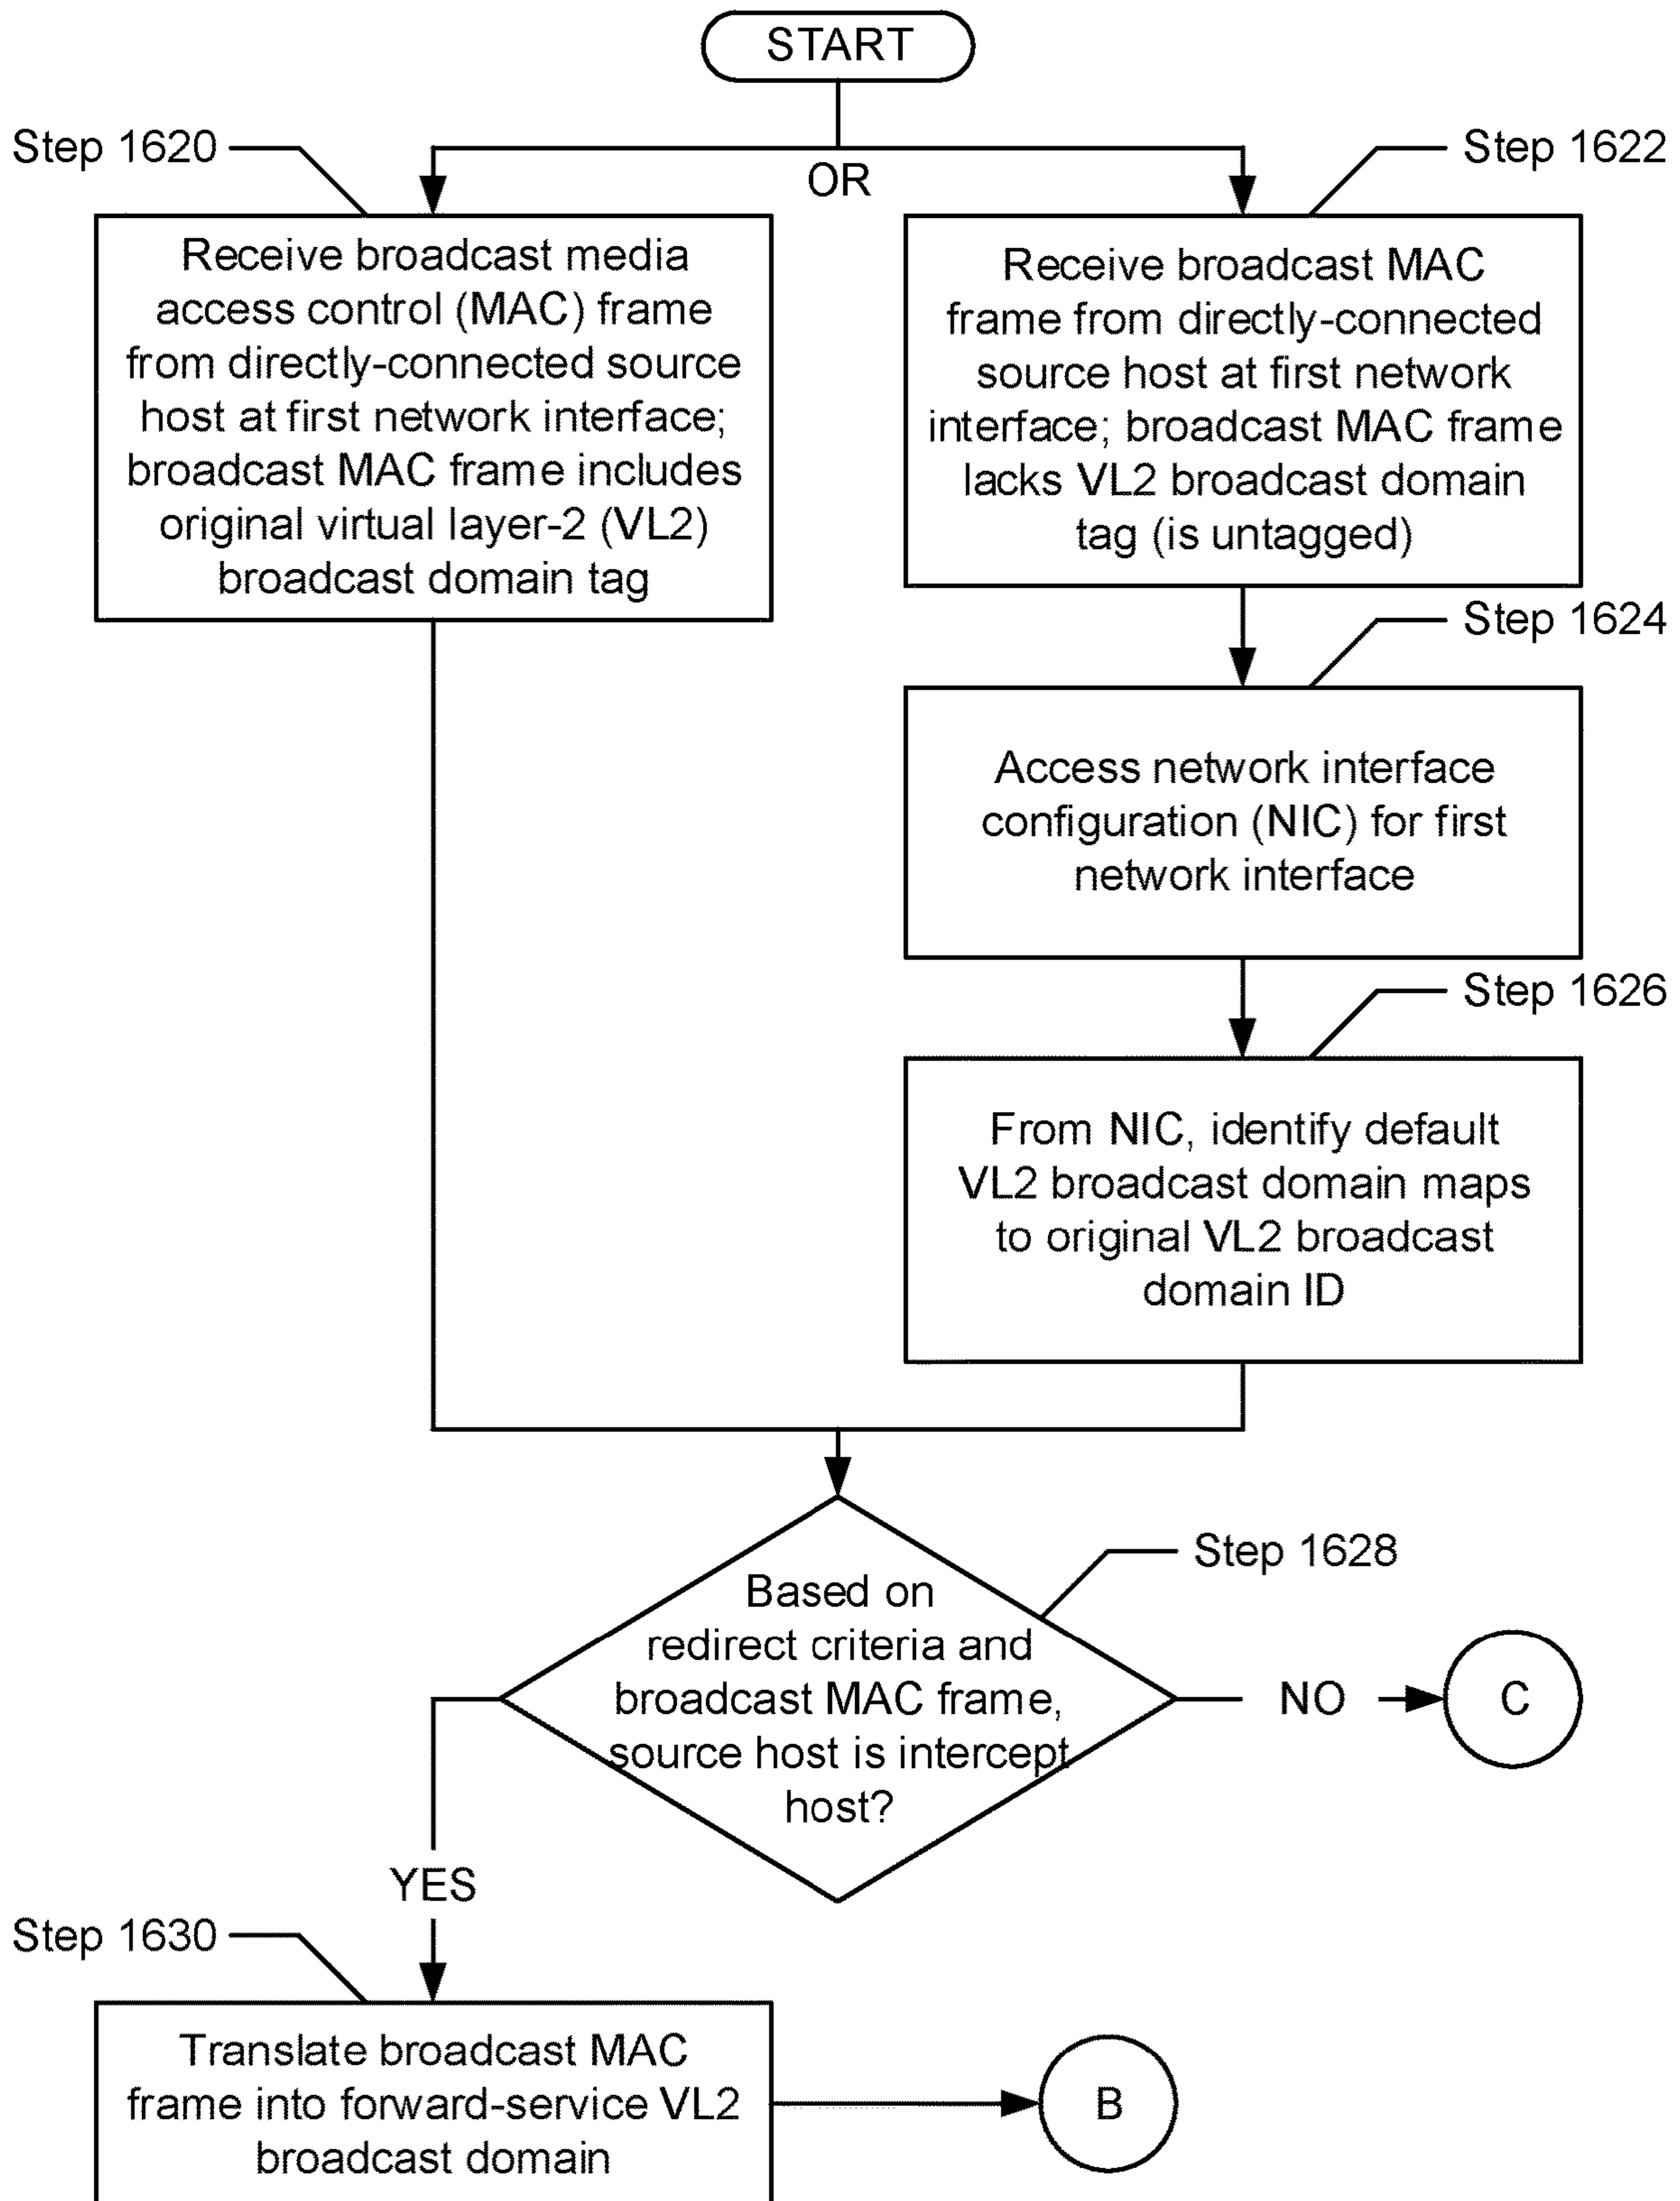 START
Step 1620
OR
Step 1622
Receive broadcast media
access control (MAC) frame
from directly-connected source
host at first network interface;
broadcast MAC frame includes
original virtual layer-2 (VL2)
broadcast domain tag
Receive broadcast MAC
frame from directly-connected
source host at first network
interface; broadcast MAC frame
lacks VL2 broadcast domain
tag (is untagged)
Step 1624
Access network interface
configuration (NIC) for first
network interface
Step 1626
From NIC, identify default
VL2 broadcast domain maps
to original VL2 broadcast
domain ID
Step 1628
Based on
redirect criteria and
broadcast MAC frame,
source host is intercept
host?
NO
C
YES
Step 1630
Translate broadcast MAC
frame into forward-service VL2
broadcast domain
B